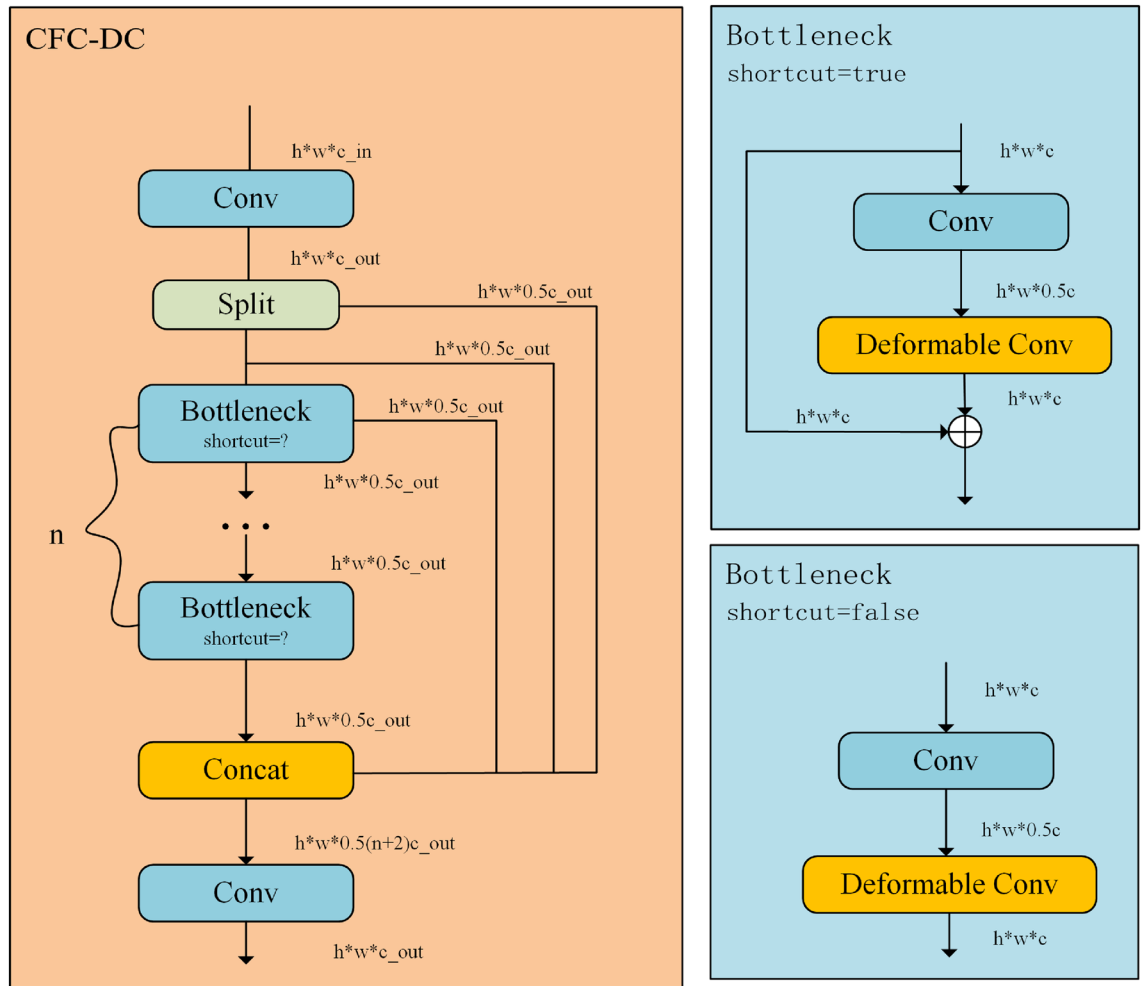 CFC-DC
h*w*c_in
Conv
h*w*c_out
Split
h*w*0.5c_out
h*w*0.5c_out
Bottleneck
shortcut=?
h*w*0.5c_out
h*w*0.5c_out
n
...
h*w*0.5c_out
Bottleneck
shortcut=?
h*w*0.5c_out
Concat
h*w*0.5(n+2)c_out
Conv
h*w*c_out
Bottleneck
shortcut=true
h*w*c
Conv
h*w*0.5c
Deformable Conv
h*w*c
h*w*c
Bottleneck
shortcut=false
h*w*c
Conv
h*w*0.5c
Deformable Conv
h*w*c